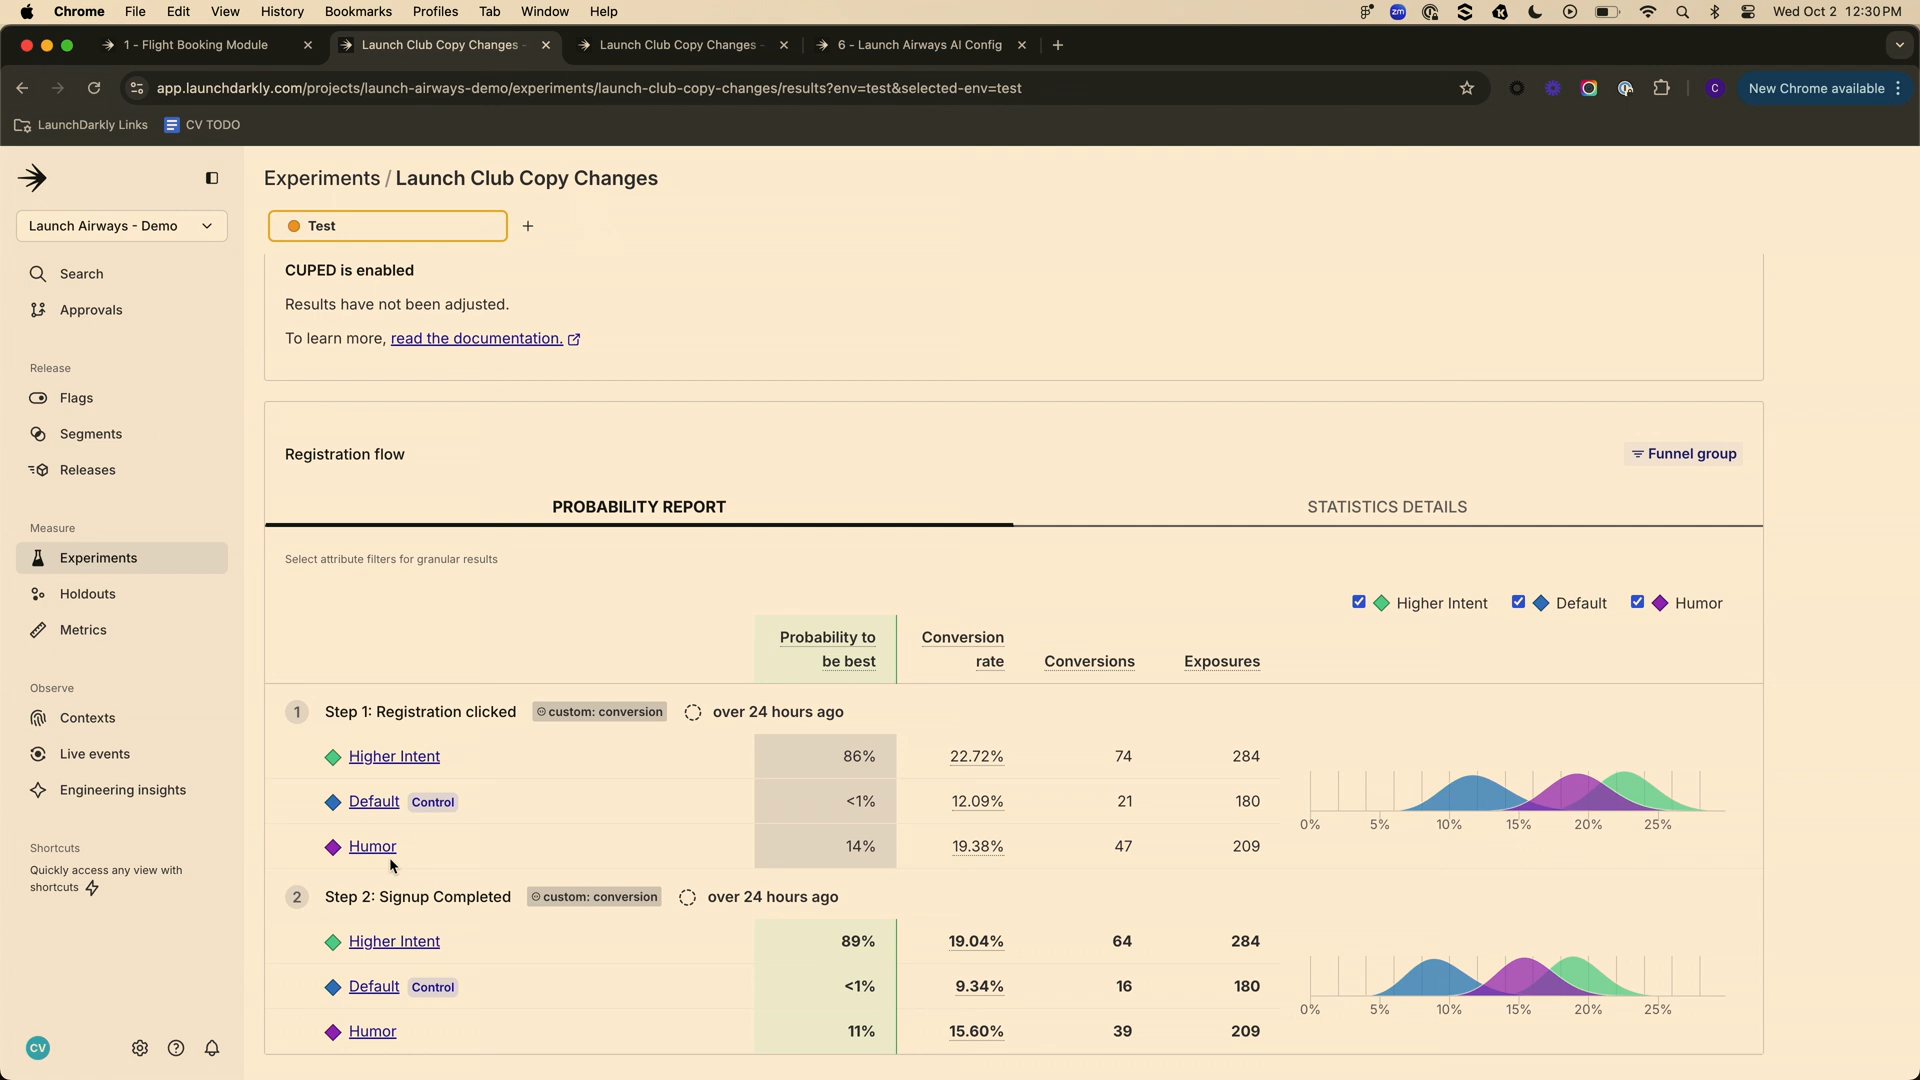 Chrome File Edit View History Bookmarks Profiles Tab Window Help
zm
Wed Oct 2 12:30 PM
1 - Flight Booking Module
Launch Club Copy Changes -
Launch Club Copy Changes -
6 - Launch Airways AI Config
app.launchdarkly.com/projects/launch-airways-demo/experiments/launch-club-copy-changes/results?env=test&selected-env=test
C
New Chrome available
LaunchDarkly Links
CV TODO
Launch Airways - Demo
Search
Approvals
Release
Flags
Segments
Releases
Measure
Experiments
Holdouts
Metrics
Observe
Contexts
Live events
Engineering insights
Shortcuts
Quickly access any view with
shortcuts
CV
Experiments / Launch Club Copy Changes
Test
CUPED is enabled
Results have not been adjusted.
To learn more, read the documentation.
Registration flow
Funnel group
PROBABILITY REPORT
STATISTICS DETAILS
Select attribute filters for granular results
Higher Intent Default Humor
Probability to
be best
Conversion
rate
Conversions
Exposures
1 Step 1: Registration clicked custom: conversion over 24 hours ago
Higher Intent 86% 22.72% 74 284
Default Control <1% 12.09% 21 180
Humor 14% 19.38% 47 209
0% 5% 10% 15% 20% 25%
2 Step 2: Signup Completed custom: conversion over 24 hours ago
Higher Intent 89% 19.04% 64 284
Default Control <1% 9.34% 16 180
Humor 11% 15.60% 39 209
0% 5% 10% 15% 20% 25%